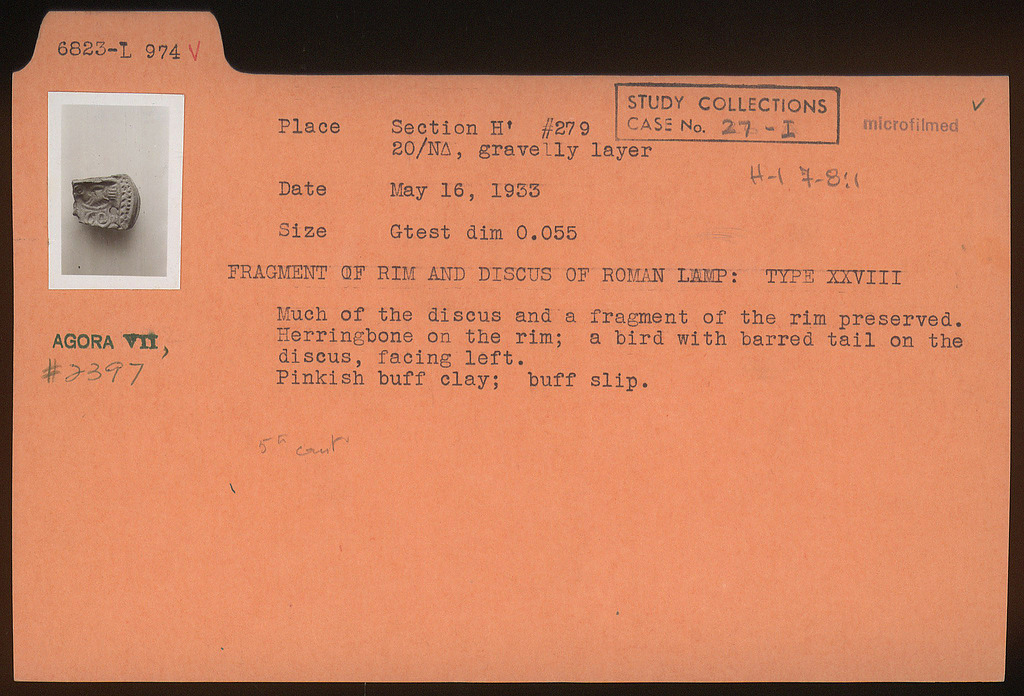 6823-L 974 V
STUDY COLLECTIONS
CASE No. 27 - I
microfilmed
Place Section H' #279
20/NΔ, gravelly layer
H-1 7-8:1
Date May 16, 1933
Size Gtest dim 0.055
FRAGMENT OF RIM AND DISCUS OF ROMAN LAMP: TYPE XXVIII
Much of the discus and a fragment of the rim preserved.
Herringbone on the rim; a bird with barred tail on the
discus, facing left.
Pinkish buff clay; buff slip.
AGORA VII,
#2397
5th cent